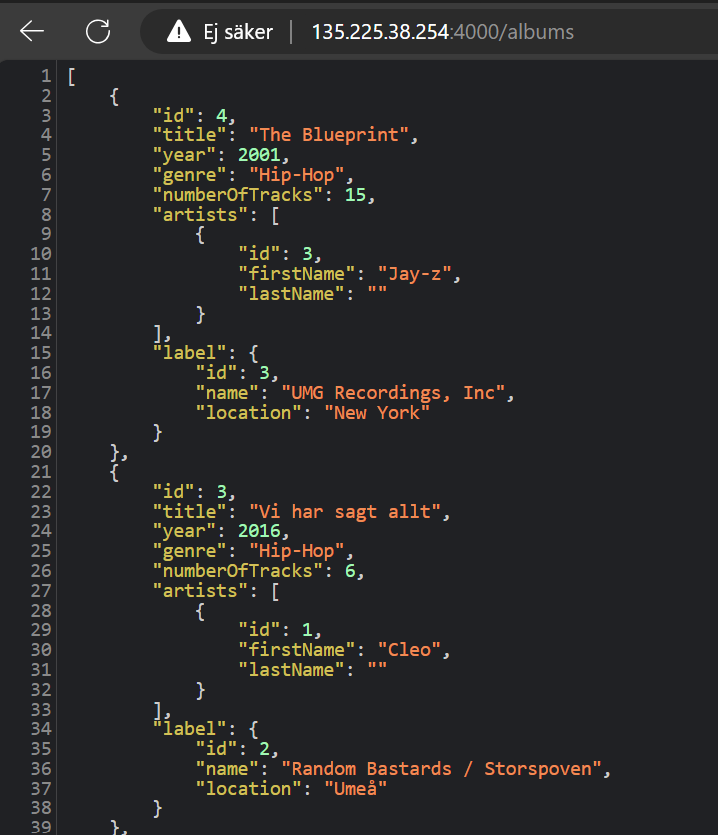 Ej säker | 135.225.38.254:4000/albums
1 [
2     {
3         "id": 4,
4         "title": "The Blueprint",
5         "year": 2001,
6         "genre": "Hip-Hop",
7         "numberOfTracks": 15,
8         "artists": [
9             {
10                 "id": 3,
11                 "firstName": "Jay-z",
12                 "lastName": ""
13             }
14         ],
15         "label": {
16             "id": 3,
17             "name": "UMG Recordings, Inc",
18             "location": "New York"
19         }
20     },
21     {
22         "id": 3,
23         "title": "Vi har sagt allt",
24         "year": 2016,
25         "genre": "Hip-Hop",
26         "numberOfTracks": 6,
27         "artists": [
28             {
29                 "id": 1,
30                 "firstName": "Cleo",
31                 "lastName": ""
32             }
33         ],
34         "label": {
35             "id": 2,
36             "name": "Random Bastards / Storspoven",
37             "location": "Umeå"
38         }
39     },